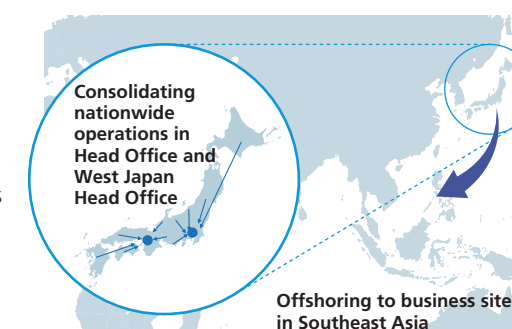 Consolidating
nationwide
operations in
Head Office and
West Japan
Head Office
Offshoring to business site
in Southeast Asia